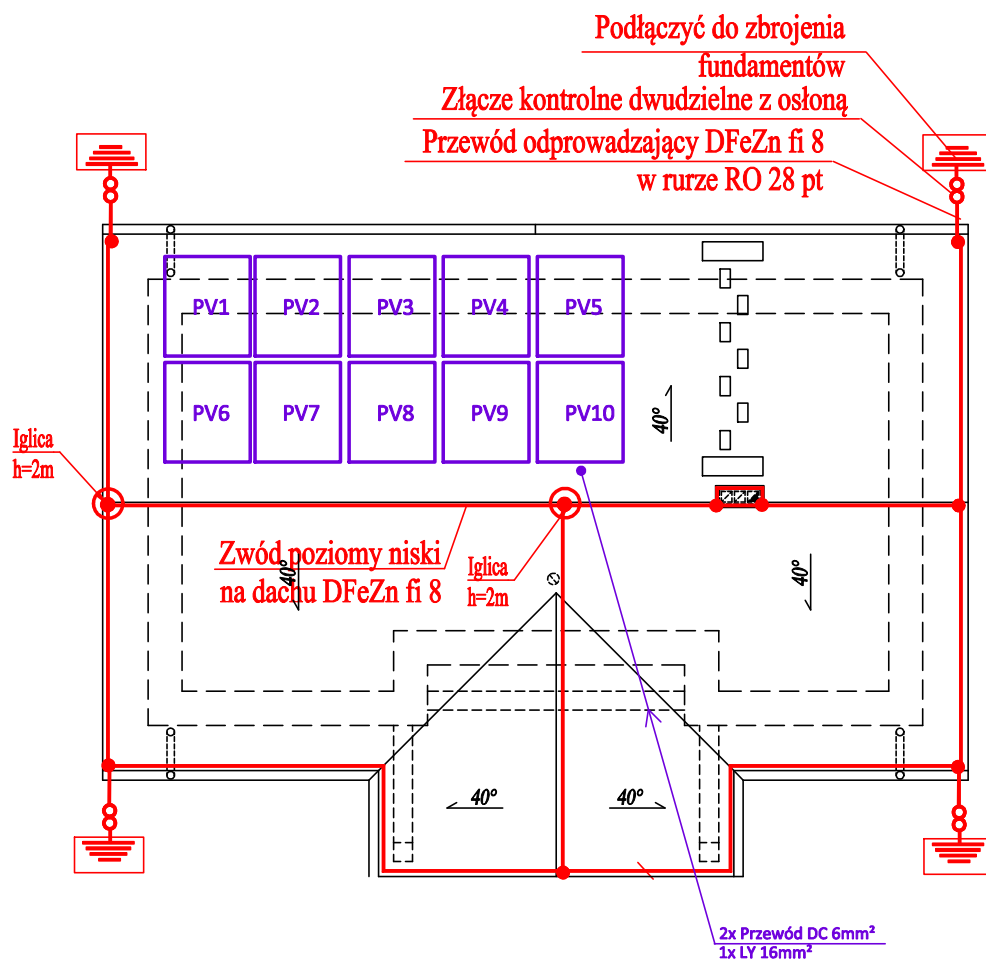 Podłączyć do zbrojenia
fundamentów
Złącze kontrolne dwudzielne z osłoną
Przewód odprowadzający DFeZn fi 8
w rurze RO 28 pt
PV1
PV2
PV3
PV4
PV5
PV6
PV7
PV8
PV9
PV10
40°
Iglica
h=2m
Zwód poziomy niski
na dachu DFeZn fi 8
40°
Iglica
h=2m
40°
40°
40°
2x Przewód DC 6mm²
1x LY 16mm²